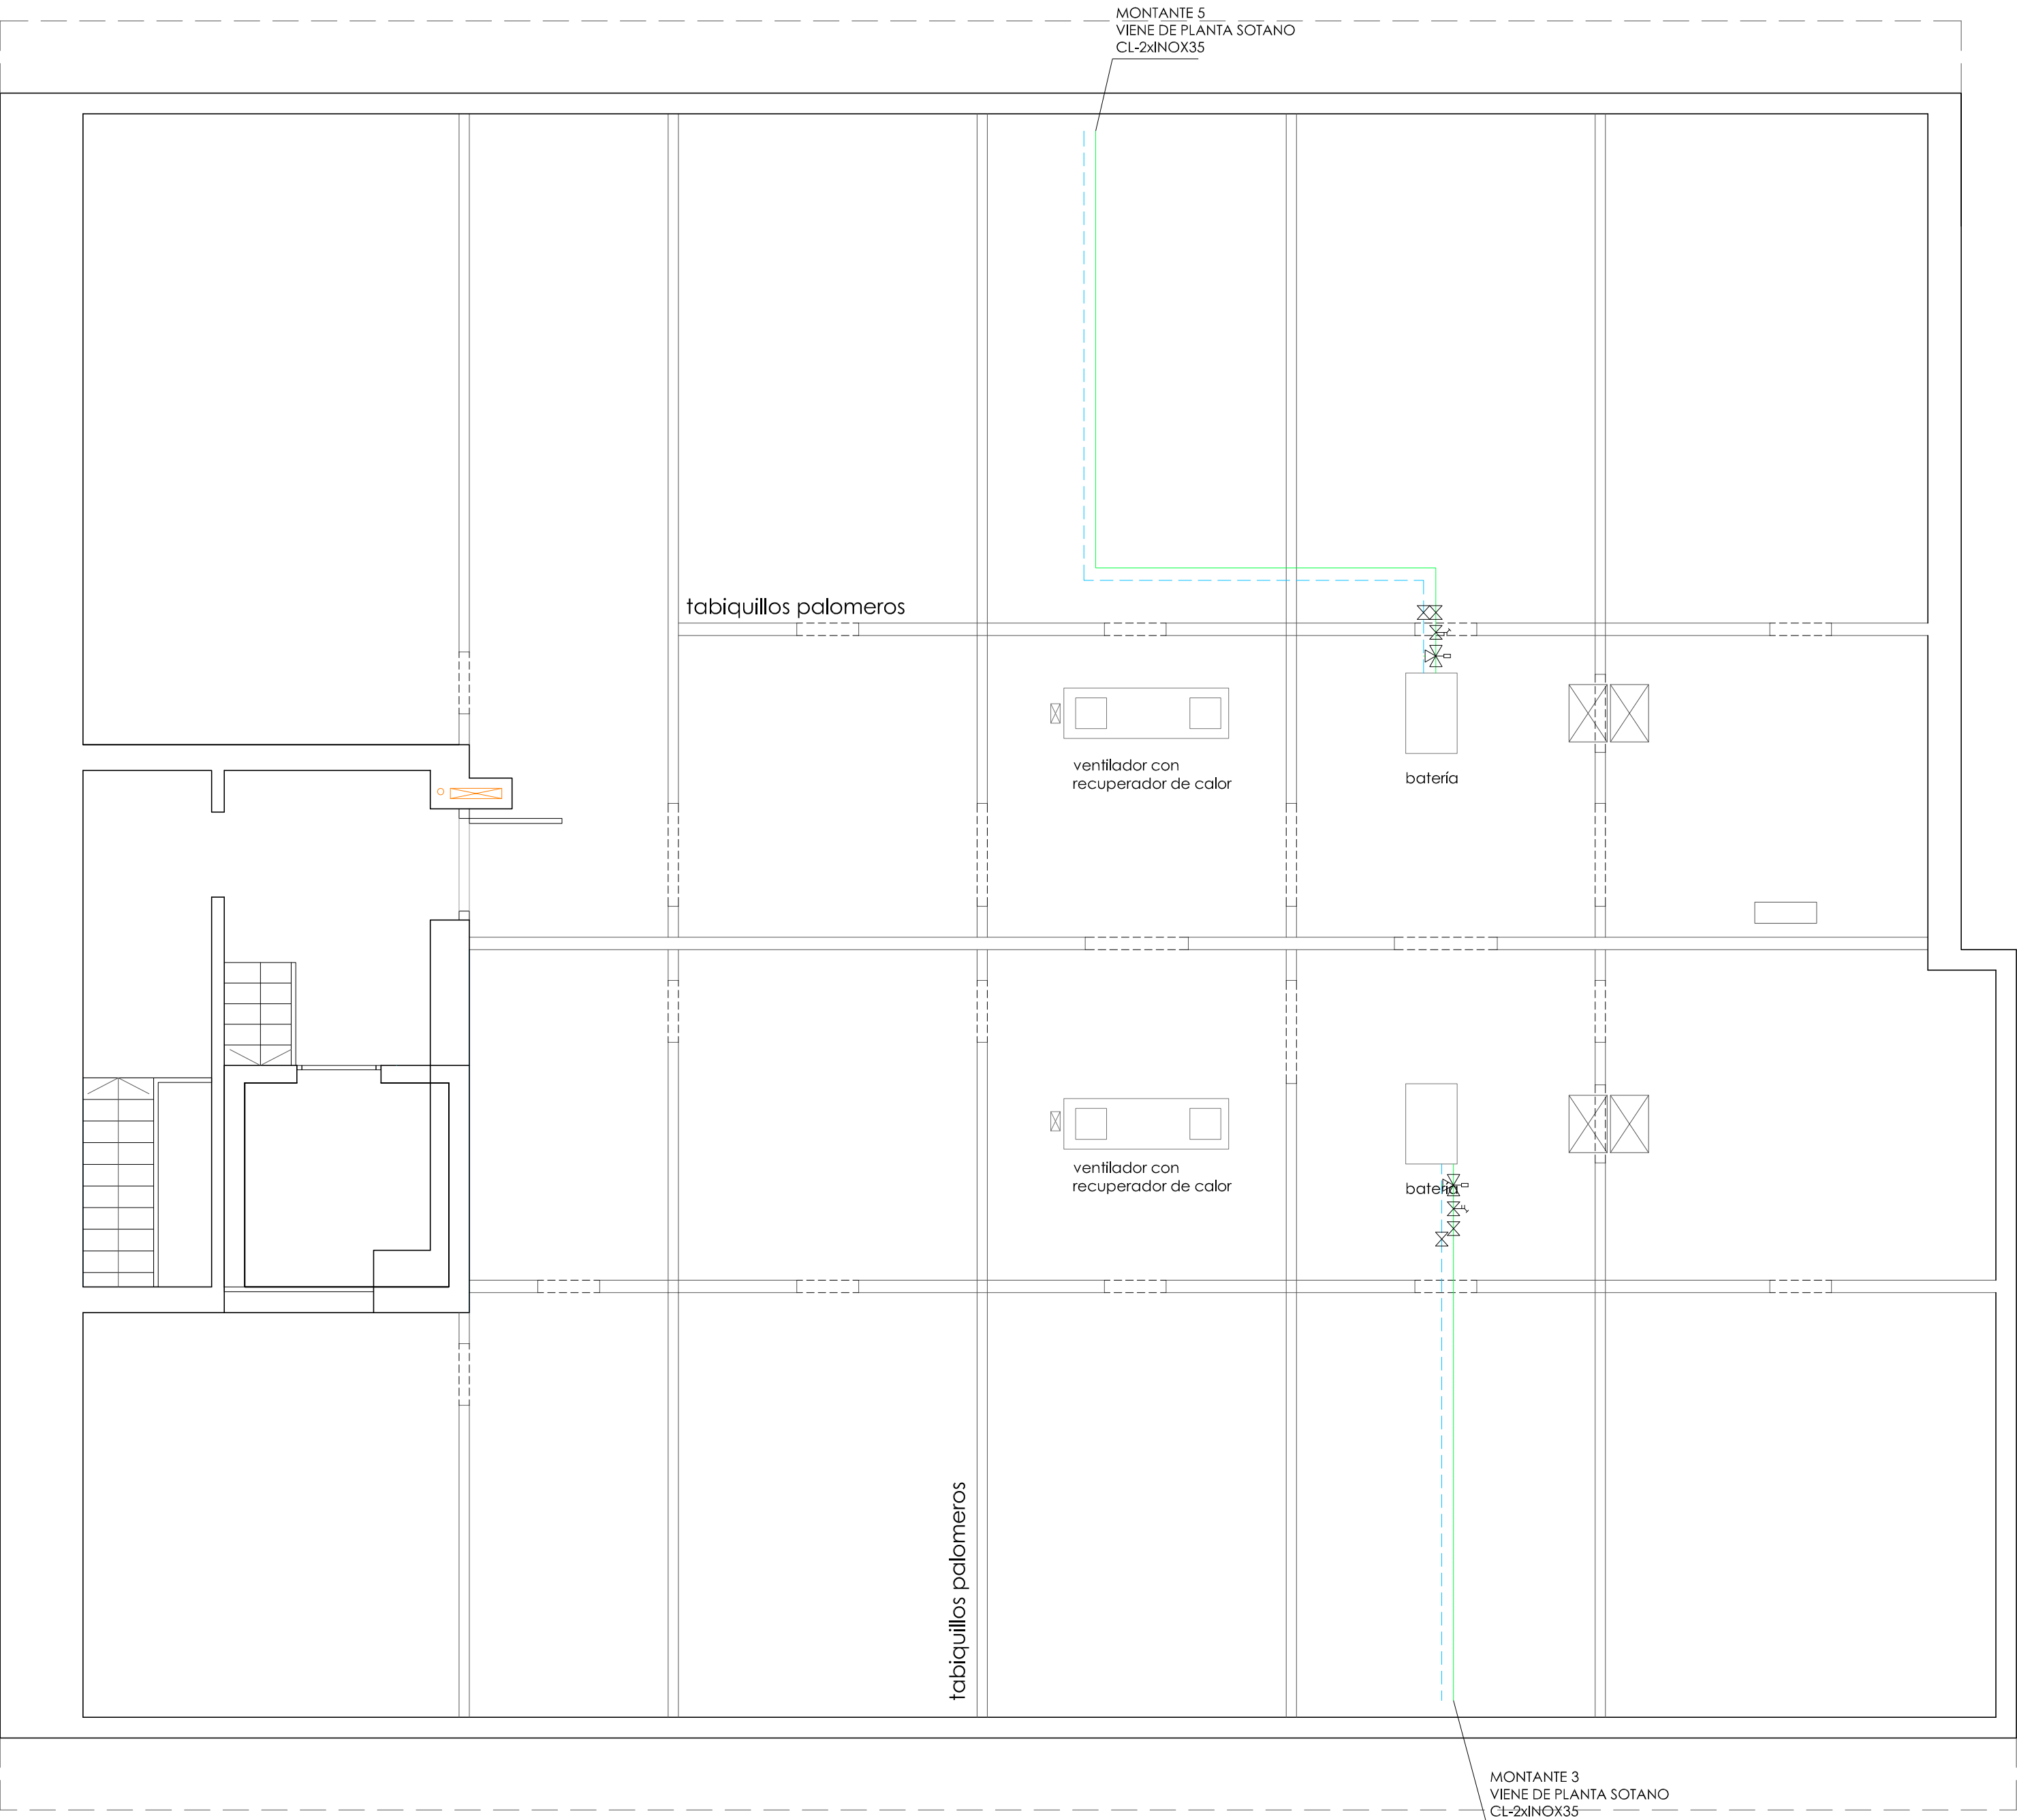 MONTANTE 5
VIENE DE PLANTA SOTANO
CL-2xINOX35
tabiquillos palomeros
ventilador con
recuperador de calor
batería
ventilador con
recuperador de calor
batería
tabiquillos palomeros
MONTANTE 3
VIENE DE PLANTA SOTANO
CL-2xINOX35